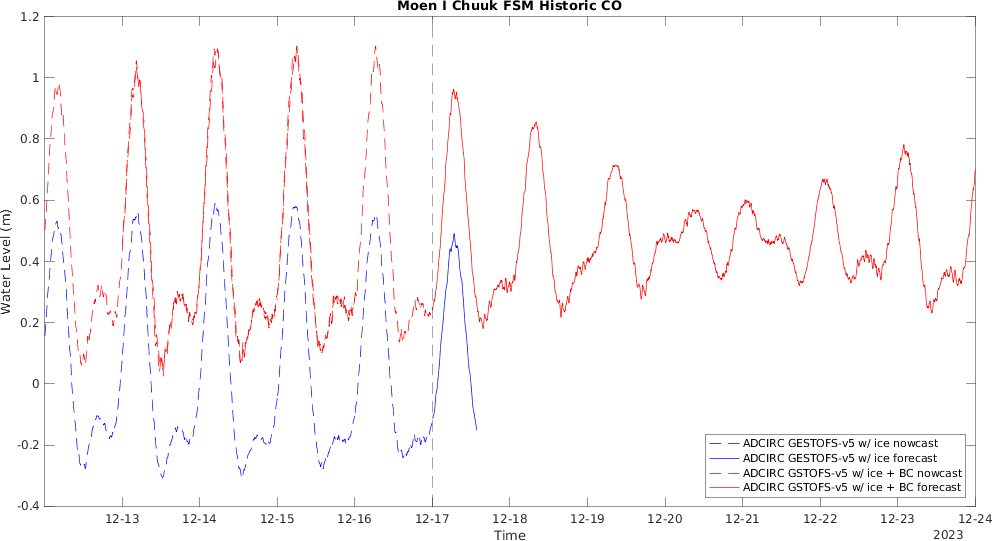 Moen I Chuuk FSM Historic CO
1.2
1
0.8
0.6
0.4
0.2
0
-0.2
-0.4
Water Level (m)
12-13 12-14 12-15 12-16 12-17 12-18 12-19 12-20 12-21 12-22 12-23 12-24
Time
2023
ADCIRC GESTOFS-v5 w/ ice nowcast
ADCIRC GESTOFS-v5 w/ ice forecast
ADCIRC GSTOFS-v5 w/ ice + BC nowcast
ADCIRC GSTOFS-v5 w/ ice + BC forecast